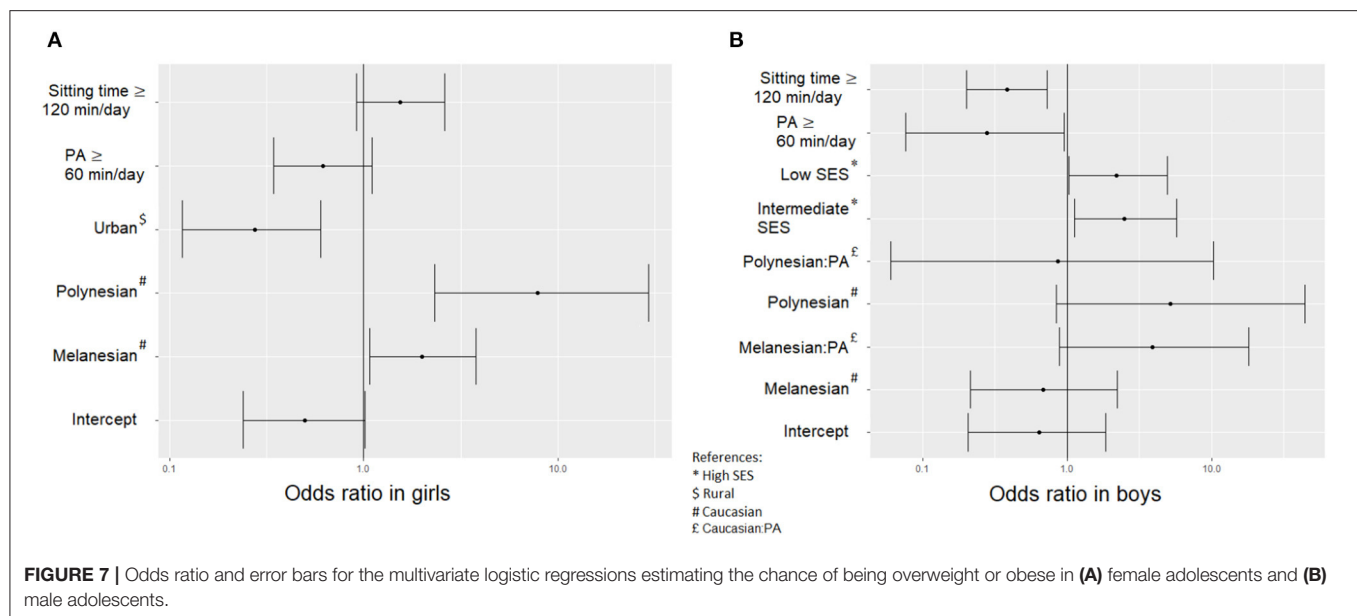 A
Sitting time ≥
120 min/day
PA ≥
60 min/day
Urban$
Polynesian#
Melanesian#
Intercept
0.1 1.0 10.0
Odds ratio in girls
B
Sitting time ≥
120 min/day
PA ≥
60 min/day
Low SES*
Intermediate*
SES
Polynesian:PA£
Polynesian#
Melanesian:PA£
Melanesian#
Intercept
0.1 1.0 10.0
Odds ratio in boys
References:
* High SES
$ Rural
# Caucasian
£ Caucasian:PA
FIGURE 7 | Odds ratio and error bars for the multivariate logistic regressions estimating the chance of being overweight or obese in (A) female adolescents and (B)
male adolescents.